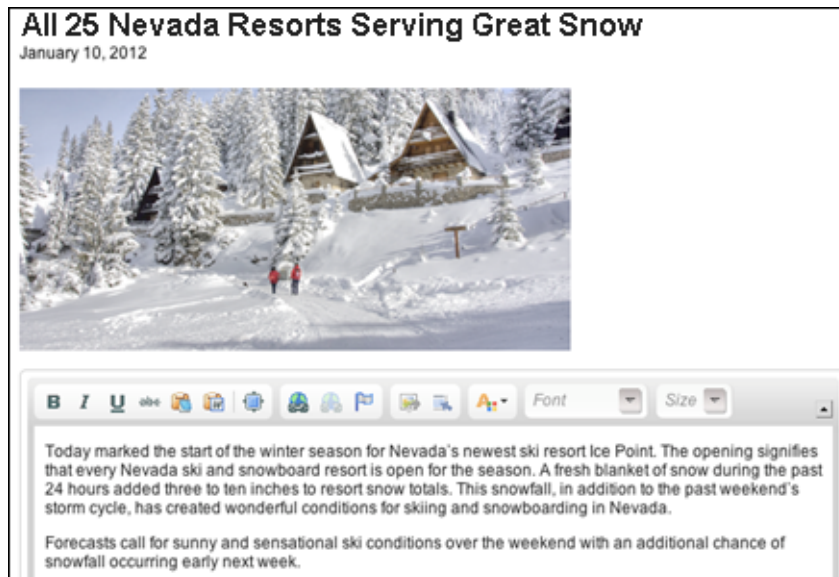 All 25 Nevada Resorts Serving Great Snow
January 10, 2012
B I U abc Font Size
Today marked the start of the winter season for Nevada`s newest ski resort Ice Point. The opening signifies
that every Nevada ski and snowboard resort is open for the season. A fresh blanket of snow during the past
24 hours added three to ten inches to resort snow totals. This snowfall, in addition to the past weekend`s
storm cycle, has created wonderful conditions for skiing and snowboarding in Nevada.
Forecasts call for sunny and sensational ski conditions over the weekend with an additional chance of
snowfall occurring early next week.